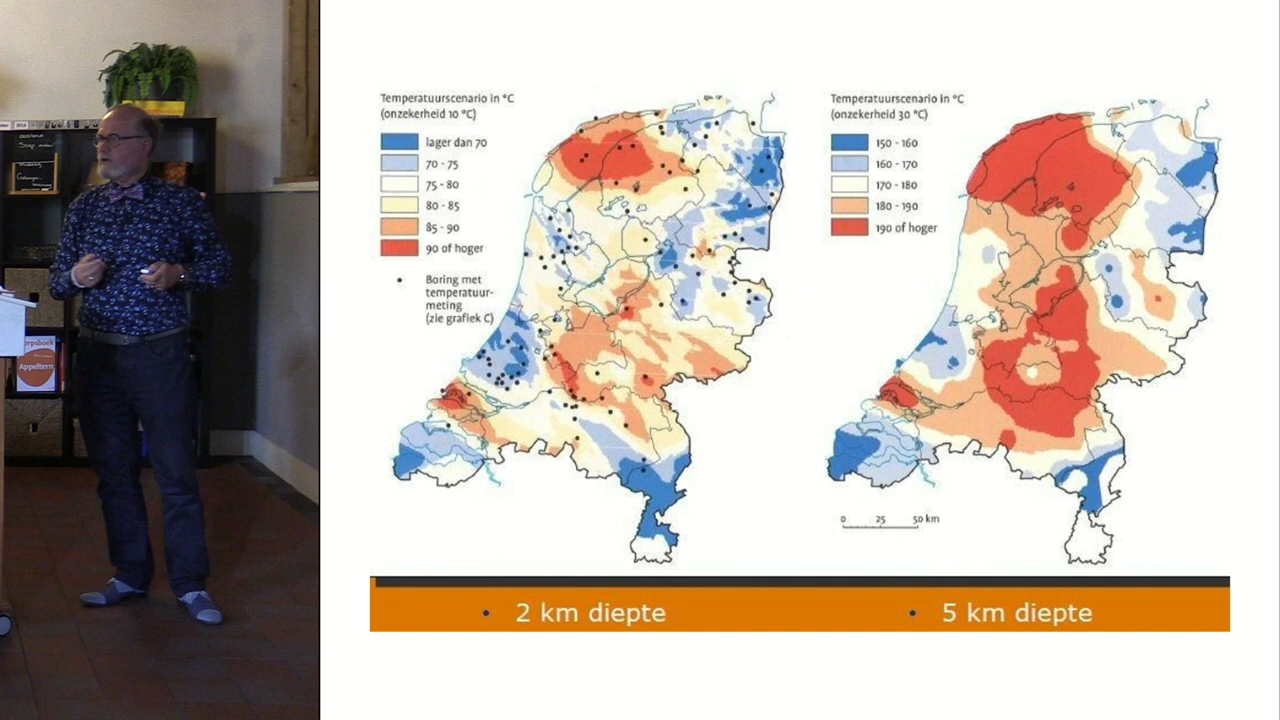 Temperatuurscenario in °C
(onzekerheid 10 °C)
lager dan 70
70 - 75
75 - 80
80 - 85
85 - 90
90 of hoger
Boring met
temperatuur-
meting
(zie grafiek C)
Temperatuurscenario in °C
(onzekerheid 30 °C)
150 - 160
160 - 170
170 - 180
180 - 190
190 of hoger
0 25 50 km
• 2 km diepte
• 5 km diepte
Appeltern